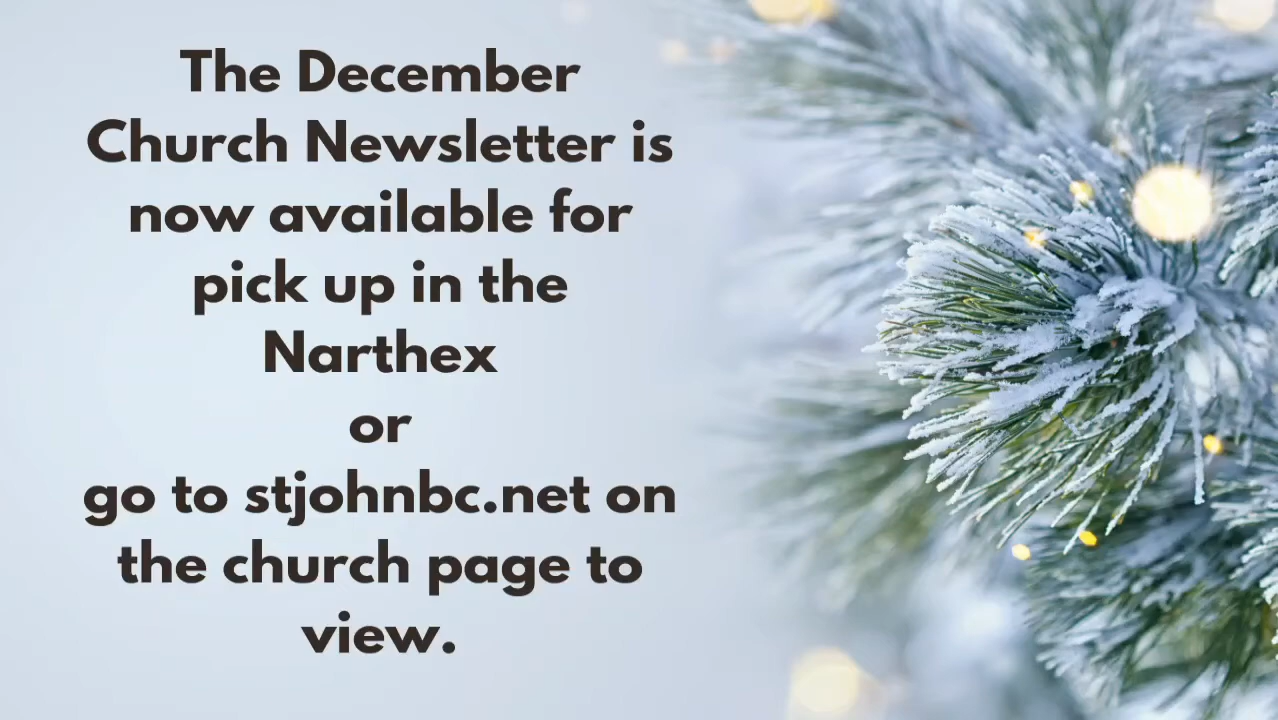 The December
Church Newsletter is
now available for
pick up in the
Narthex
or
go to stjohnbc.net on
the church page to
view.